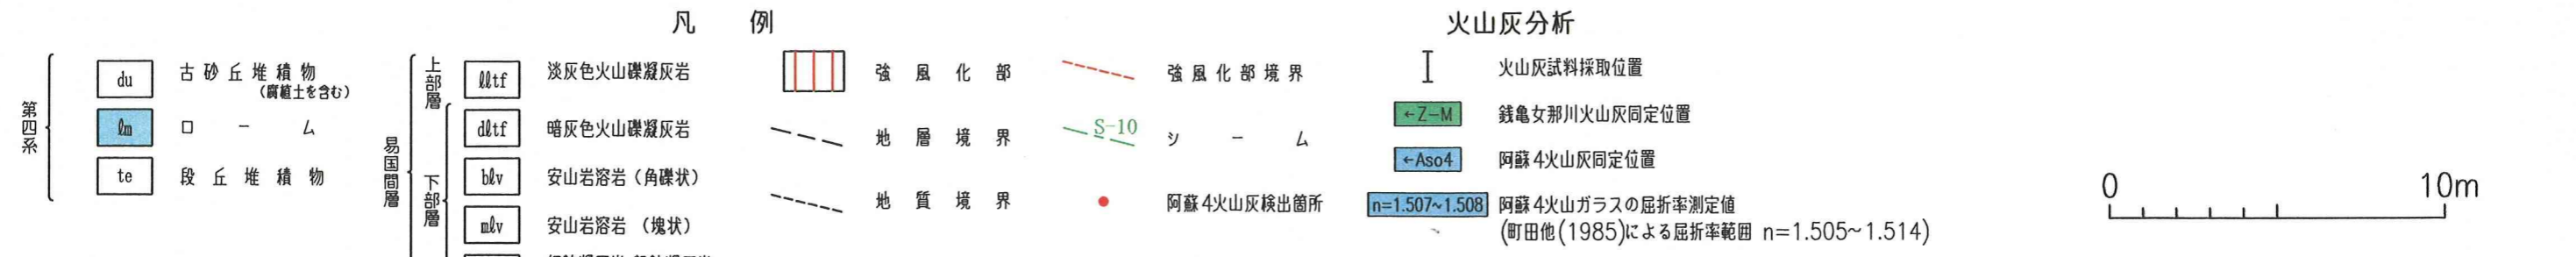 凡 例
第四系
du 古砂丘堆積物
(腐植土を含む)
lm ローム
te 段丘堆積物
易国間層
上部層
lltf 淡灰色火山礫凝灰岩
下部層
dltf 暗灰色火山礫凝灰岩
blv 安山岩溶岩（角礫状）
mlv 安山岩溶岩（塊状）
強風化部
地層境界
地質境界
強風化部境界
S-10 シーム
阿蘇4火山灰検出箇所
火山灰分析
火山灰試料採取位置
←Z-M 銭亀女那川火山灰同定位置
←Aso4 阿蘇4火山灰同定位置
n=1.507~1.508 阿蘇4火山ガラスの屈折率測定値
(町田他(1985)による屈折率範囲 n=1.505~1.514)
0 10m